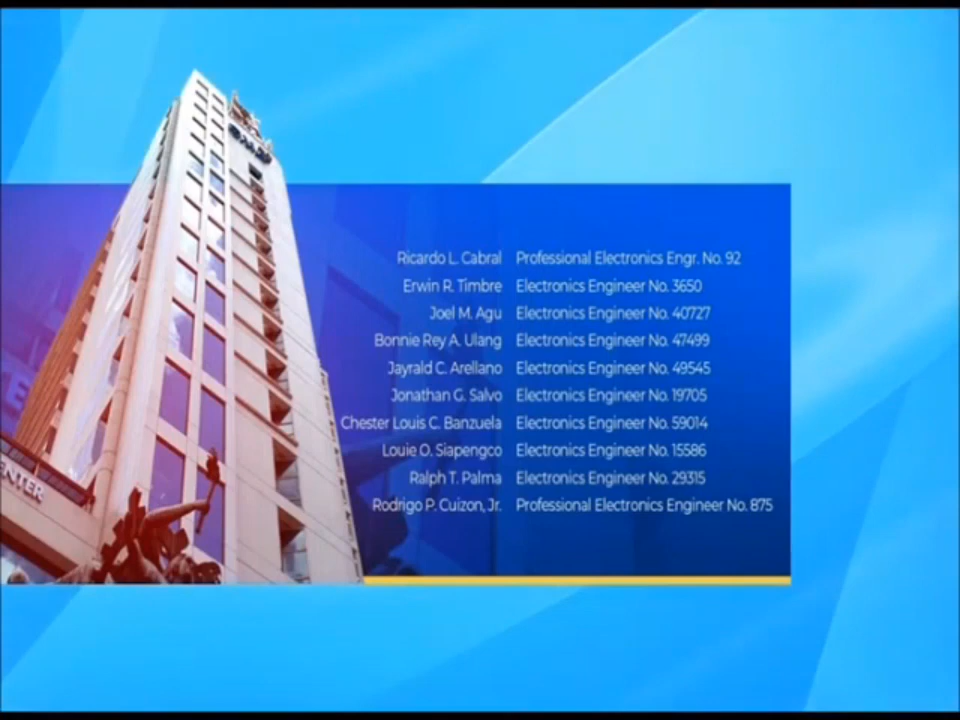 Ricardo L. Cabral Professional Electronics Engr. No. 92
Erwin R. Timbre Electronics Engineer No. 3650
Joel M. Agu Electronics Engineer No. 40727
Bonnie Rey A. Ulang Electronics Engineer No. 47499
Jayrald C. Arellano Electronics Engineer No. 49545
Jonathan G. Salvo Electronics Engineer No. 19705
Chester Louis C. Banzuela Electronics Engineer No. 59014
Louie O. Siapengco Electronics Engineer No. 15586
Ralph T. Palma Electronics Engineer No. 29315
Rodrigo P. Cuizon, Jr. Professional Electronics Engineer No. 875